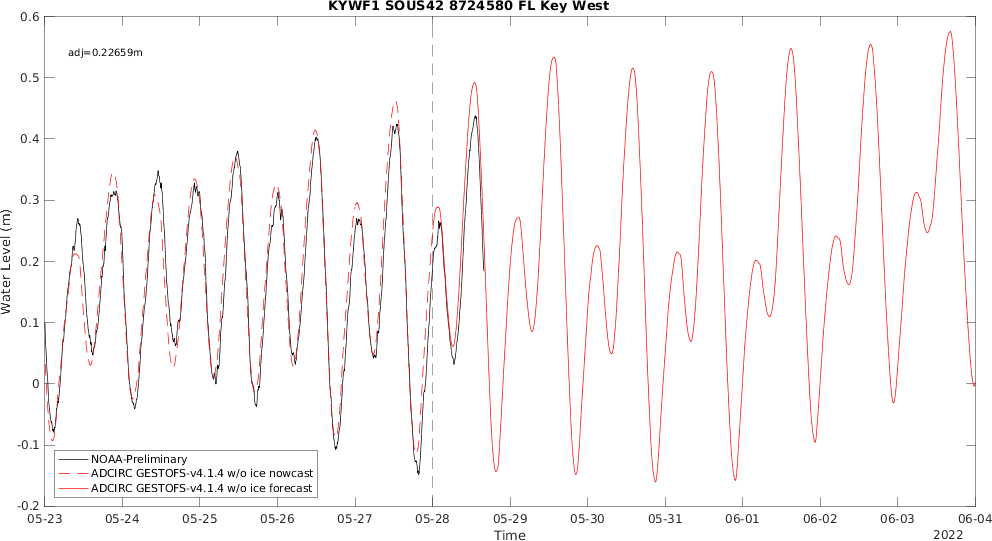 KYWF1 SOUS42 8724580 FL Key West
0.6
adj=0.22659m
0.5
0.4
0.3
0.2
0.1
0
-0.1
-0.2
Water Level (m)
NOAA-Preliminary
ADCIRC GESTOFS-v4.1.4 w/o ice nowcast
ADCIRC GESTOFS-v4.1.4 w/o ice forecast
05-23 05-24 05-25 05-26 05-27 05-28 05-29 05-30 05-31 06-01 06-02 06-03 06-04
Time
2022